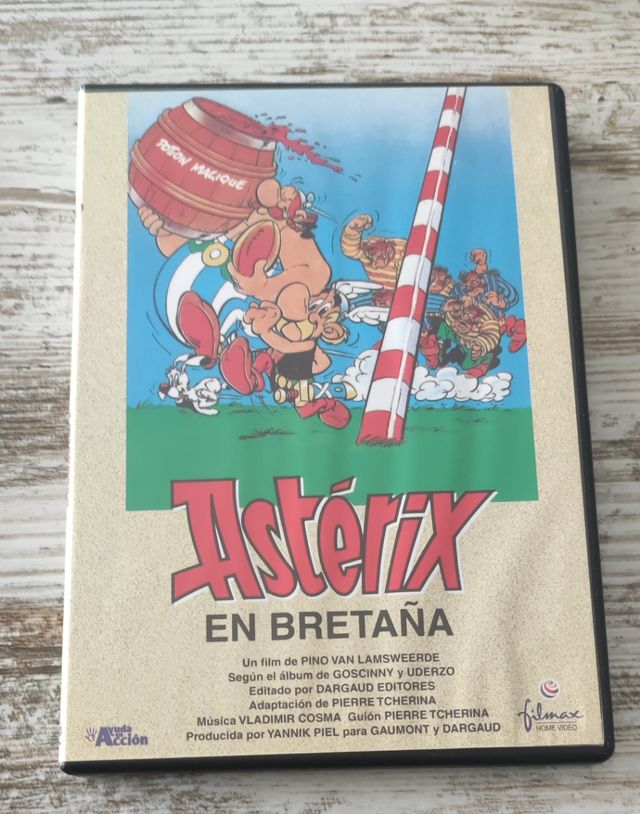 POTION MAGIQUE
Astérix
EN BRETAÑA
Un film de PINO VAN LAMSWEERDE
Según el álbum de GOSCINNY y UDERZO
Editado por DARGAUD EDITORES
Adaptación de PIERRE TCHERINA
Música VLADIMIR COSMA Guión PIERRE TCHERINA
Producida por YANNIK PIEL para GAUMONT y DARGAUD
Ayuda en Acción
filmax
HOME VIDEO